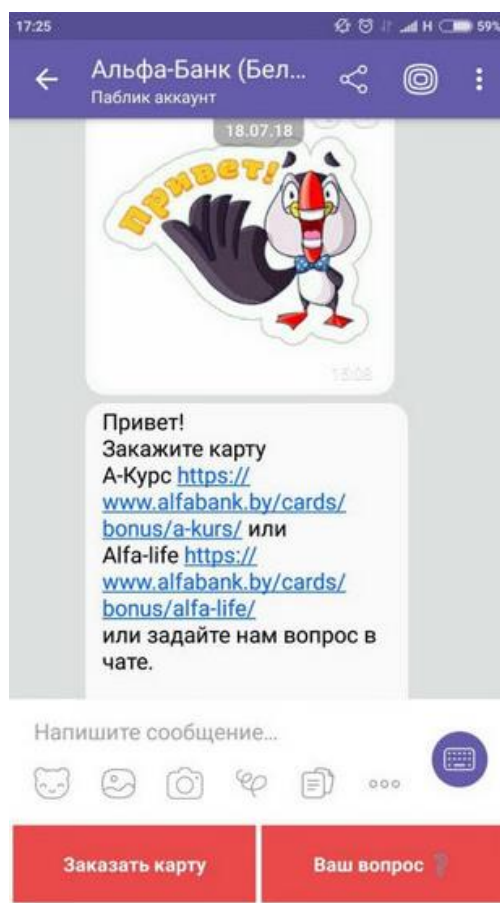 17:25
H
59%
Альфа-Банк (Бел...
Паблик аккаунт
18.07.18
Привет!
15:08
Привет!
Закажите карту
А-Курс https://
www.alfabank.by/cards/
bonus/a-kurs/ или
Alfa-life https://
www.alfabank.by/cards/
bonus/alfa-life/
или задайте нам вопрос в
чате.
Напишите сообщение...
Заказать карту
Ваш вопрос ❔